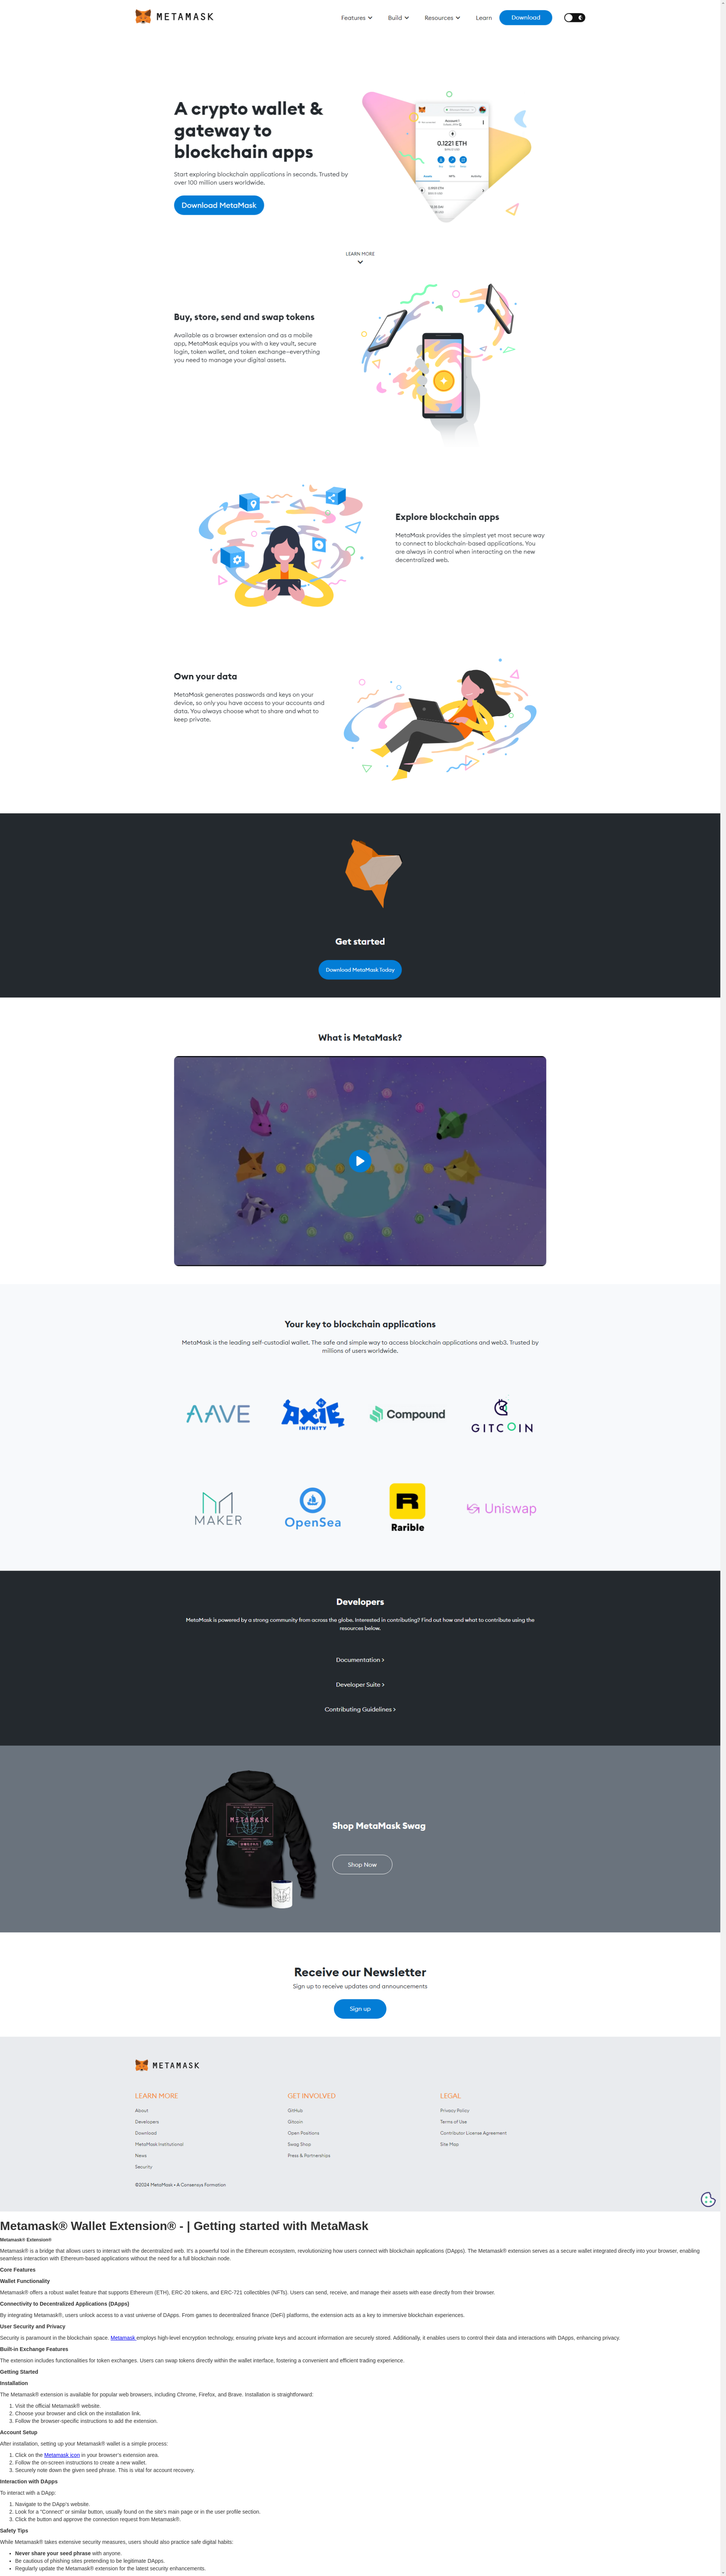 METAMASK
Features
Build
Resources
Learn
Download
A crypto wallet &
gateway to
blockchain apps
Start exploring blockchain applications in seconds. Trusted by
over 100 million users worldwide.
Download MetaMask
Account 1
0.1221 ETH
LEARN MORE
Buy, store, send and swap tokens
Available as a browser extension and as a mobile
app, MetaMask equips you with a key vault, secure
login, token wallet, and token exchange—everything
you need to manage your digital assets.
Explore blockchain apps
MetaMask provides the simplest yet most secure way
to connect to blockchain-based applications. You
are always in control when interacting on the new
decentralized web.
Own your data
MetaMask generates passwords and keys on your
device, so only you have access to your accounts and
data. You always choose what to share and what to
keep private.
Get started
Download MetaMask Today
What is MetaMask?
Your key to blockchain applications
MetaMask is the leading self-custodial wallet. The safe and simple way to access blockchain applications and web3. Trusted by
millions of users worldwide.
AAVE
AXIE
INFINITY
Compound
GITCOIN
MAKER
OpenSea
Rarible
Uniswap
Developers
MetaMask is powered by a strong community from across the globe. Interested in contributing? Find out how and what to contribute using the
resources below.
Documentation >
Developer Suite >
Contributing Guidelines >
METAMASK
Shop MetaMask Swag
Shop Now
Receive our Newsletter
Sign up to receive updates and announcements
Sign up
METAMASK
LEARN MORE
About
Developers
Download
MetaMask Institutional
News
Security
GET INVOLVED
GitHub
Gitcoin
Open Positions
Swag Shop
Press & Partnerships
LEGAL
Privacy Policy
Terms of Use
Contributor License Agreement
Site Map
©2024 MetaMask • A Consensys Formation
Metamask® Wallet Extension® - | Getting started with MetaMask
Metamask® Extension®
Metamask® is a bridge that allows users to interact with the decentralized web. It's a powerful tool in the Ethereum ecosystem, revolutionizing how users connect with blockchain applications (DApps). The Metamask® extension serves as a secure wallet integrated directly into your browser, enabling
seamless interaction with Ethereum-based applications without the need for a full blockchain node.
Core Features
Wallet Functionality
Metamask® offers a robust wallet feature that supports Ethereum (ETH), ERC-20 tokens, and ERC-721 collectibles (NFTs). Users can send, receive, and manage their assets with ease directly from their browser.
Connectivity to Decentralized Applications (DApps)
By integrating Metamask®, users unlock access to a vast universe of DApps. From games to decentralized finance (DeFi) platforms, the extension acts as a key to immersive blockchain experiences.
User Security and Privacy
Security is paramount in the blockchain space. Metamask employs high-level encryption technology, ensuring private keys and account information are securely stored. Additionally, it enables users to control their data and interactions with DApps, enhancing privacy.
Built-in Exchange Features
The extension includes functionalities for token exchanges. Users can swap tokens directly within the wallet interface, fostering a convenient and efficient trading experience.
Getting Started
Installation
The Metamask® extension is available for popular web browsers, including Chrome, Firefox, and Brave. Installation is straightforward:
1. Visit the official Metamask® website.
2. Choose your browser and click on the installation link.
3. Follow the browser-specific instructions to add the extension.
Account Setup
After installation, setting up your Metamask® wallet is a simple process:
1. Click on the Metamask icon in your browser's extension area.
2. Follow the on-screen instructions to create a new wallet.
3. Securely note down the given seed phrase. This is vital for account recovery.
Interaction with DApps
To interact with a DApp:
1. Navigate to the DApp's website.
2. Look for a "Connect" or similar button, usually found on the site's main page or in the user profile section.
3. Click the button and approve the connection request from Metamask®.
Safety Tips
While Metamask® takes extensive security measures, users should also practice safe digital habits:
• Never share your seed phrase with anyone.
• Be cautious of phishing sites pretending to be legitimate DApps.
• Regularly update the Metamask® extension for the latest security enhancements.